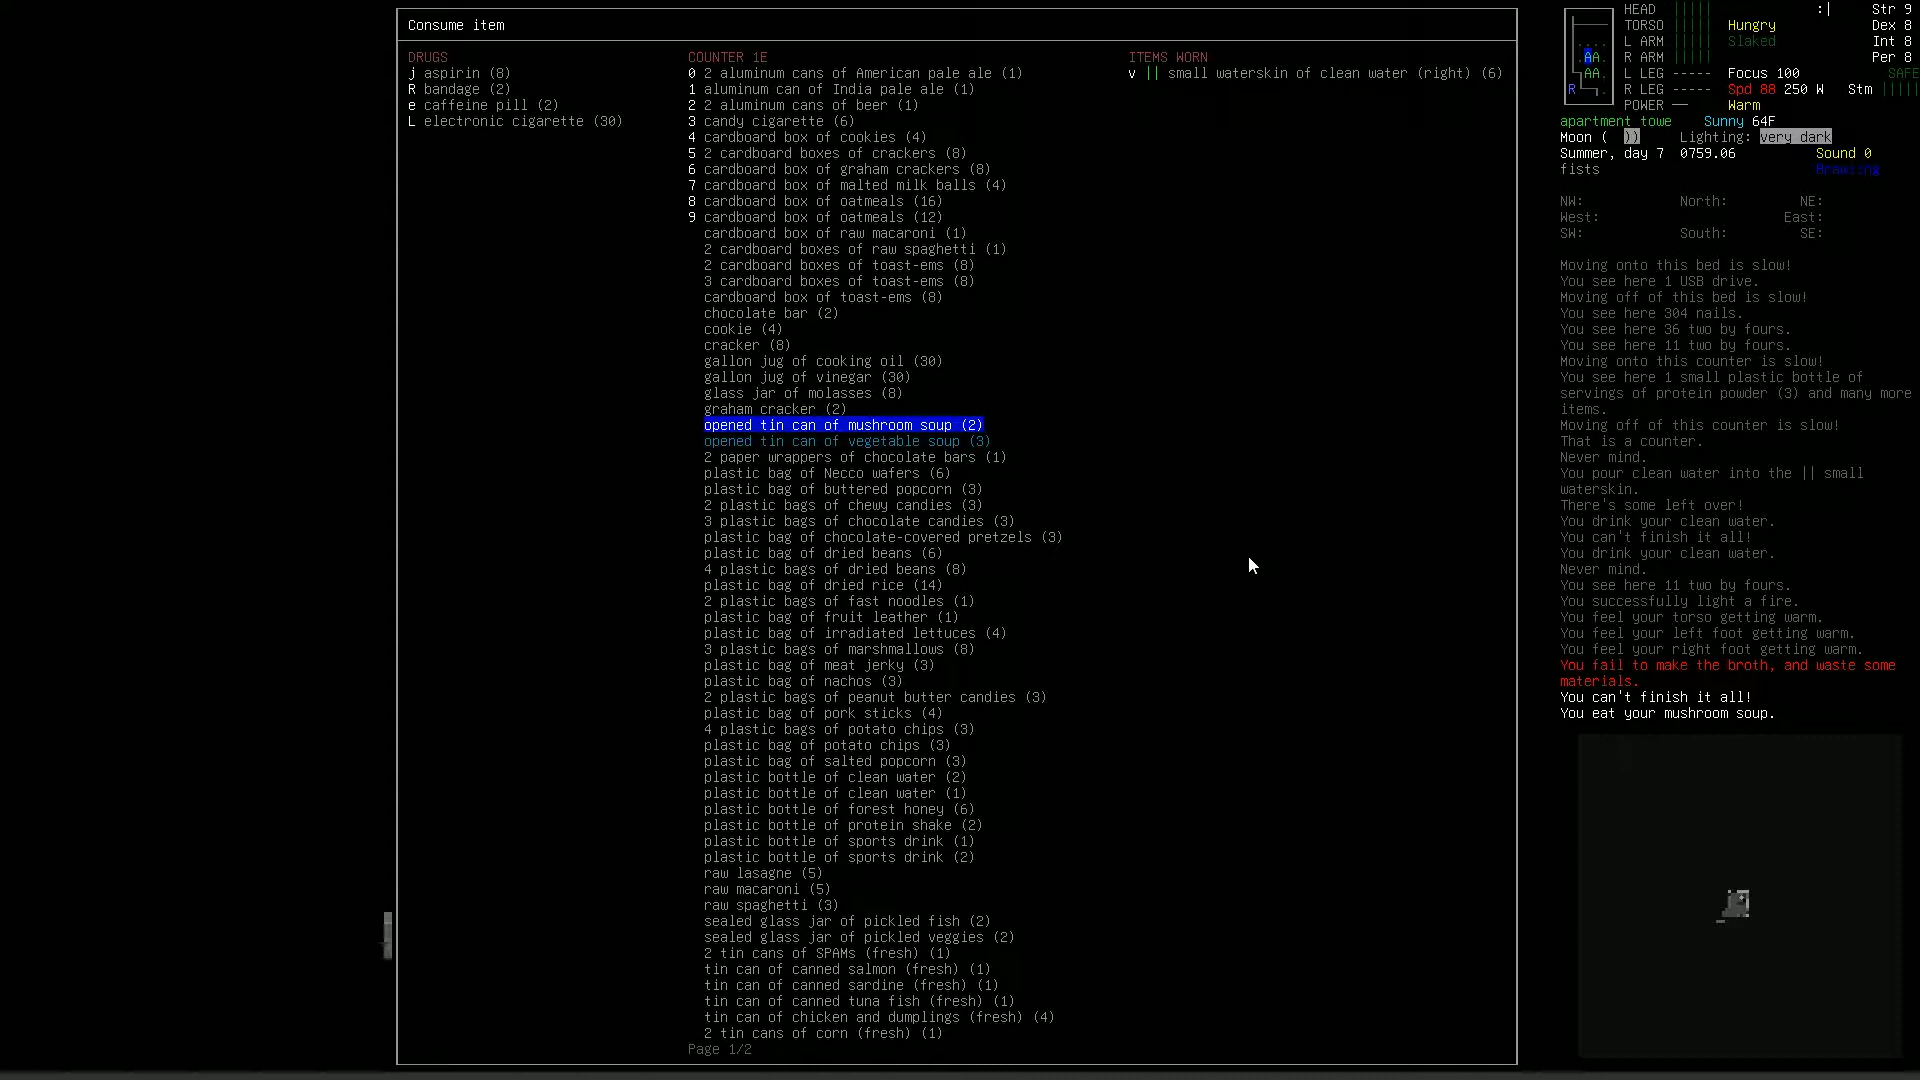 Consume item
DRUGS
j aspirin (8)
R bandage (2)
e caffeine pill (2)
L electronic cigarette (30)
COUNTER 1E
0 2 aluminum cans of American pale ale (1)
1 aluminum can of India pale ale (1)
2 2 aluminum cans of beer (1)
3 candy cigarette (6)
4 cardboard box of cookies (4)
5 2 cardboard boxes of crackers (8)
6 cardboard box of graham crackers (8)
7 cardboard box of malted milk balls (4)
8 cardboard box of oatmeals (16)
9 cardboard box of oatmeals (12)
cardboard box of raw macaroni (1)
2 cardboard boxes of raw spaghetti (1)
2 cardboard boxes of toast-ems (8)
3 cardboard boxes of toast-ems (8)
cardboard box of toast-ems (8)
chocolate bar (2)
cookie (4)
cracker (8)
gallon jug of cooking oil (30)
gallon jug of vinegar (30)
glass jar of molasses (8)
graham cracker (2)
opened tin can of mushroom soup (2)
opened tin can of vegetable soup (3)
2 paper wrappers of chocolate bars (1)
plastic bag of Necco wafers (6)
plastic bag of buttered popcorn (3)
2 plastic bags of chewy candies (3)
3 plastic bags of chocolate candies (3)
plastic bag of chocolate-covered pretzels (3)
plastic bag of dried beans (6)
4 plastic bags of dried beans (8)
plastic bag of dried rice (14)
2 plastic bags of fast noodles (1)
plastic bag of fruit leather (1)
plastic bag of irradiated lettuces (4)
3 plastic bags of marshmallows (8)
plastic bag of meat jerky (3)
plastic bag of nachos (3)
2 plastic bags of peanut butter candies (3)
plastic bag of pork sticks (4)
4 plastic bags of potato chips (3)
plastic bag of potato chips (3)
plastic bag of salted popcorn (3)
plastic bottle of clean water (2)
plastic bottle of clean water (1)
plastic bottle of forest honey (6)
plastic bottle of protein shake (2)
plastic bottle of sports drink (1)
plastic bottle of sports drink (2)
raw lasagne (5)
raw macaroni (5)
raw spaghetti (3)
sealed glass jar of pickled fish (2)
sealed glass jar of pickled veggies (2)
2 tin cans of SPAMs (fresh) (1)
tin can of canned salmon (fresh) (1)
tin can of canned sardine (fresh) (1)
tin can of canned tuna fish (fresh) (1)
tin can of chicken and dumplings (fresh) (4)
2 tin cans of corn (fresh) (1)
Page 1/2
ITEMS WORN
v || small waterskin of clean water (right) (6)
HEAD ||||| :| Str 9
TORSO ||||| Hungry Dex 8
L ARM ||||| Slaked Int 8
R ARM ||||| Per 8
L LEG ----- Focus 100 SAFE
R LEG ----- Spd 88 250 W Stm |||||
POWER -- Warm
apartment towe Sunny 64F
Moon ( )) Lighting: very dark
Summer, day 7 0759.06 Sound 0
fists Brawling
NW: North: NE:
West: East:
SW: South: SE:
Moving onto this bed is slow!
You see here 1 USB drive.
Moving off of this bed is slow!
You see here 304 nails.
You see here 36 two by fours.
You see here 11 two by fours.
Moving onto this counter is slow!
You see here 1 small plastic bottle of
servings of protein powder (3) and many more
items.
Moving off of this counter is slow!
That is a counter.
Never mind.
You pour clean water into the || small
waterskin.
There's some left over!
You drink your clean water.
You can't finish it all!
You drink your clean water.
Never mind.
You see here 11 two by fours.
You successfully light a fire.
You feel your torso getting warm.
You feel your left foot getting warm.
You feel your right foot getting warm.
You fail to make the broth, and waste some
materials.
You can't finish it all!
You eat your mushroom soup.